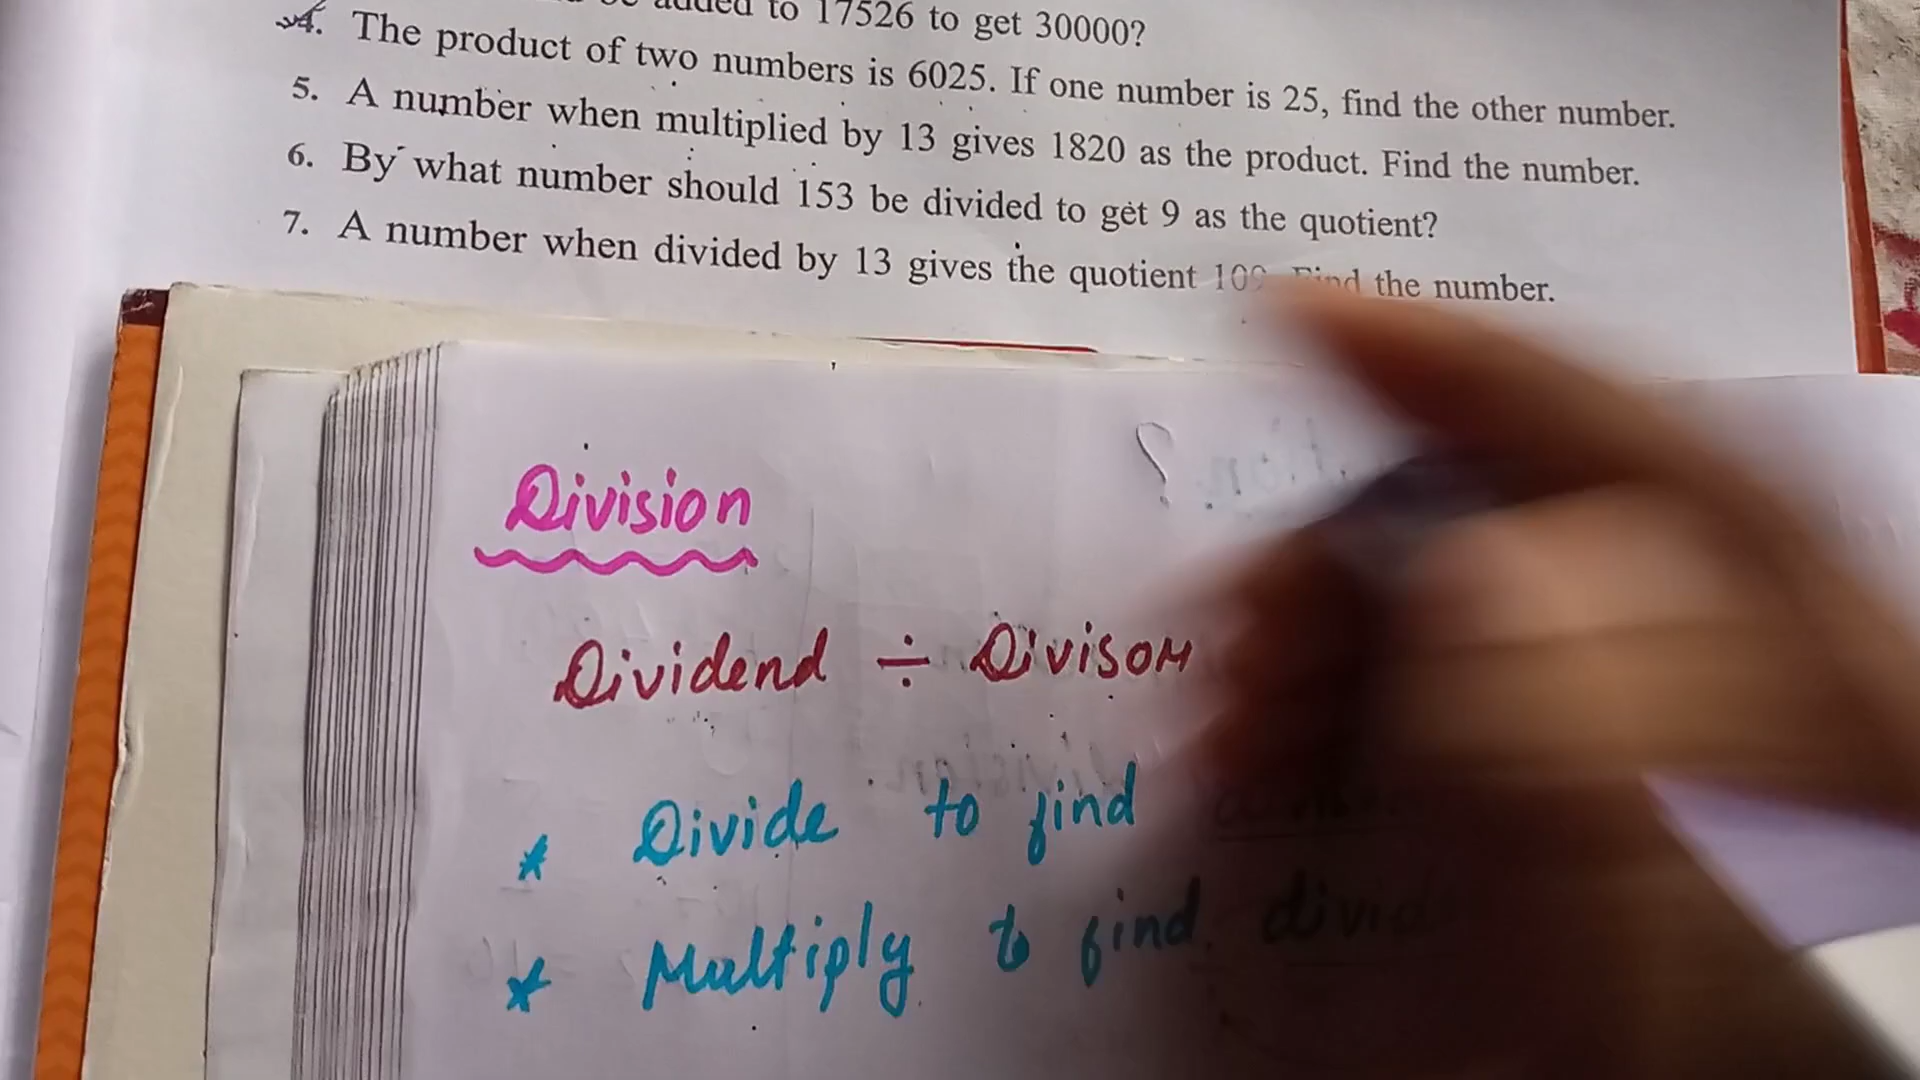 added to 17526 to get 30000?
4. The product of two numbers is 6025. If one number is 25, find the other number.
5. A number when multiplied by 13 gives 1820 as the product. Find the number.
6. By what number should 153 be divided to get 9 as the quotient?
7. A number when divided by 13 gives the quotient 109. Find the number.
Division
Dividend ÷ Divisor
* Divide to find
* Multiply to find